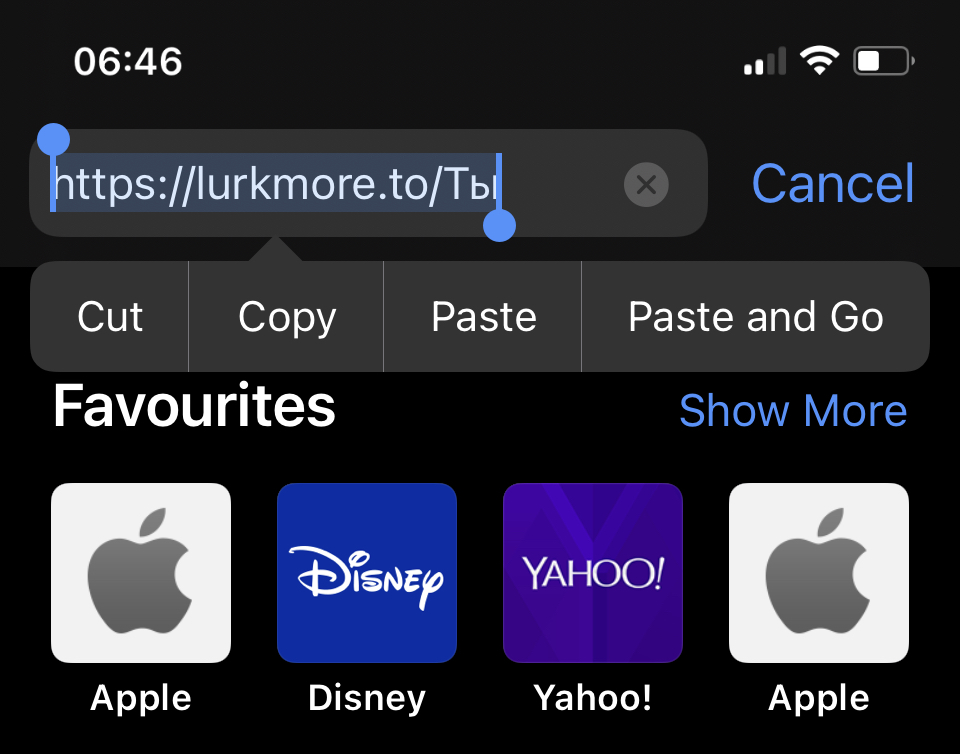 06:46
https://lurkmore.to/Ты
Cancel
Cut Copy Paste Paste and Go
Favourites Show More
DISNEY YAHOO!
Apple Disney Yahoo! Apple